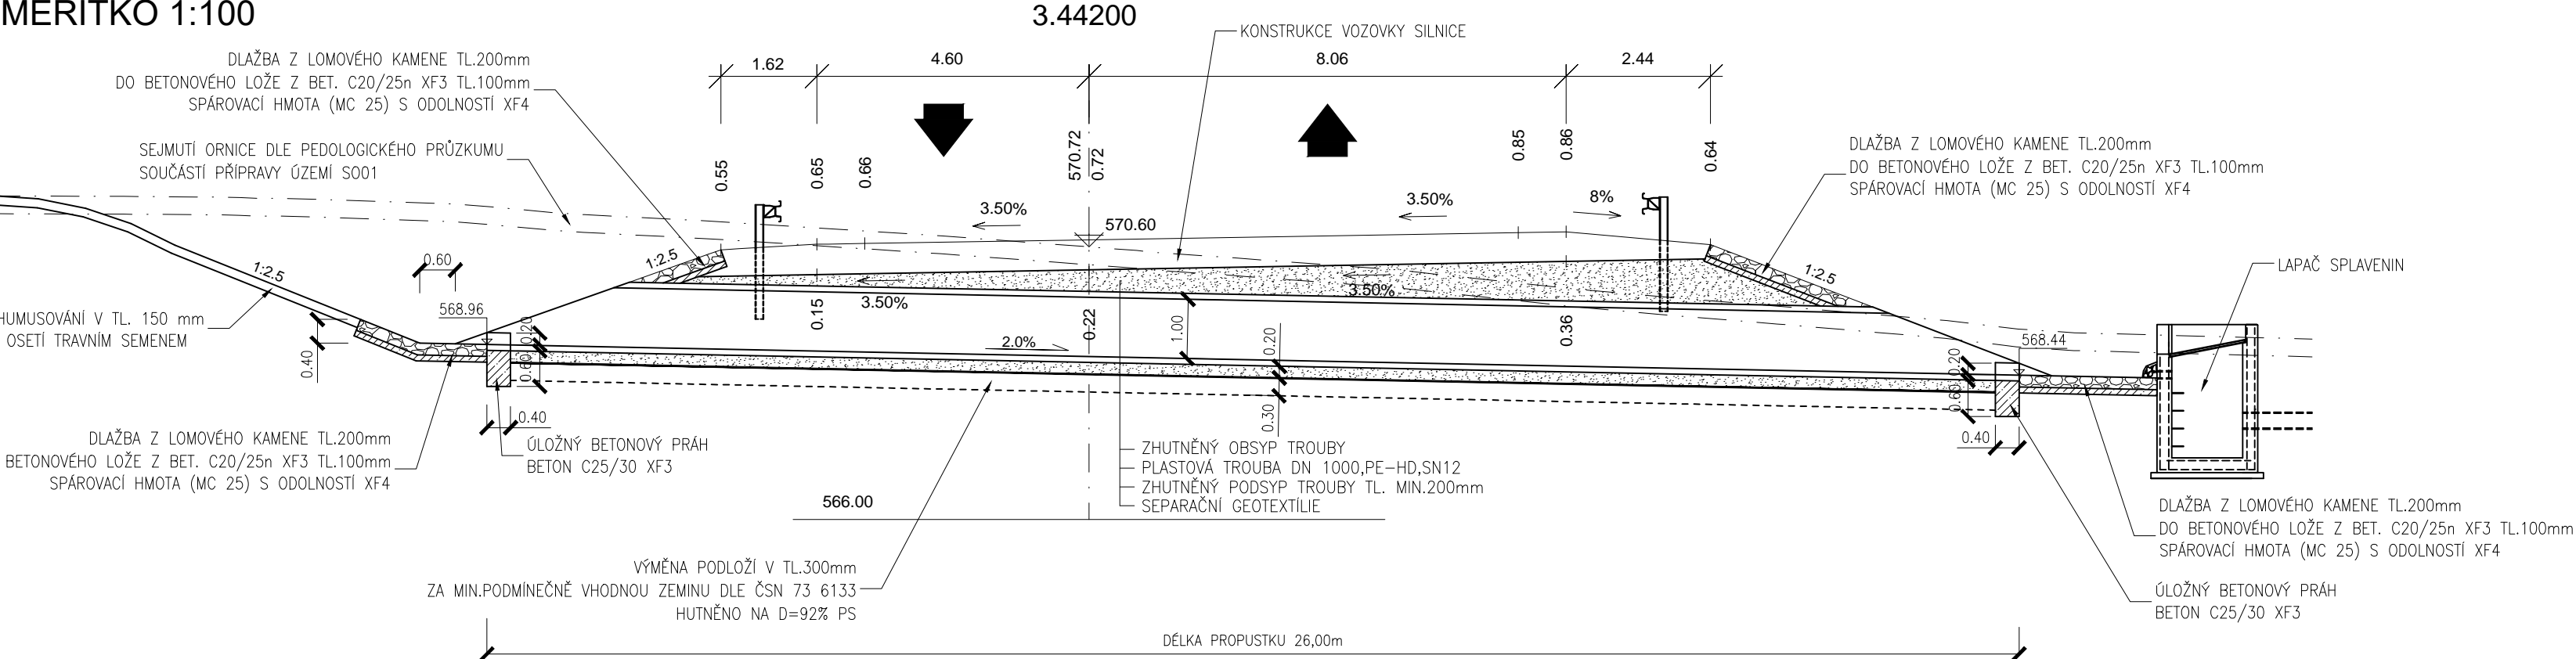 MĚŘÍTKO 1:100
3.44200
KONSTRUKCE VOZOVKY SILNICE
DLAŽBA Z LOMOVÉHO KAMENE TL.200mm
DO BETONOVÉHO LOŽE Z BET. C20/25n XF3 TL.100mm
SPÁROVACÍ HMOTA (MC 25) S ODOLNOSTÍ XF4
1.62
4.60
8.06
2.44
SEJMUTÍ ORNICE DLE PEDOLOGICKÉHO PRŮZKUMU
SOUČÁSTÍ PŘÍPRAVY ÚZEMÍ SO01
0.55
0.65
0.66
570.72
0.72
0.85
0.86
0.64
DLAŽBA Z LOMOVÉHO KAMENE TL.200mm
DO BETONOVÉHO LOŽE Z BET. C20/25n XF3 TL.100mm
SPÁROVACÍ HMOTA (MC 25) S ODOLNOSTÍ XF4
3.50%
570.60
3.50%
8%
1:2.5
0.60
1:2.5
1:2.5
LAPAČ SPLAVENIN
568.96
3.50%
3.50%
HUMUSOVÁNÍ V TL. 150 mm
OSETÍ TRAVNÍM SEMENEM
0.40
0.20
0.60
0.15
0.22
1.00
0.20
0.36
2.0%
568.44
0.20
0.60
0.40
0.30
0.40
DLAŽBA Z LOMOVÉHO KAMENE TL.200mm
BETONOVÉHO LOŽE Z BET. C20/25n XF3 TL.100mm
SPÁROVACÍ HMOTA (MC 25) S ODOLNOSTÍ XF4
ÚLOŽNÝ BETONOVÝ PRÁH
BETON C25/30 XF3
ZHUTNĚNÝ OBSYP TROUBY
PLASTOVÁ TROUBA DN 1000,PE-HD,SN12
ZHUTNĚNÝ PODSYP TROUBY TL. MIN.200mm
SEPARAČNÍ GEOTEXTÍLIE
566.00
DLAŽBA Z LOMOVÉHO KAMENE TL.200mm
DO BETONOVÉHO LOŽE Z BET. C20/25n XF3 TL.100mm
SPÁROVACÍ HMOTA (MC 25) S ODOLNOSTÍ XF4
VÝMĚNA PODLOŽÍ V TL.300mm
ZA MIN.PODMÍNEČNĚ VHODNOU ZEMINU DLE ČSN 73 6133
HUTNĚNO NA D=92% PS
ÚLOŽNÝ BETONOVÝ PRÁH
BETON C25/30 XF3
DÉLKA PROPUSTKU 26,00m